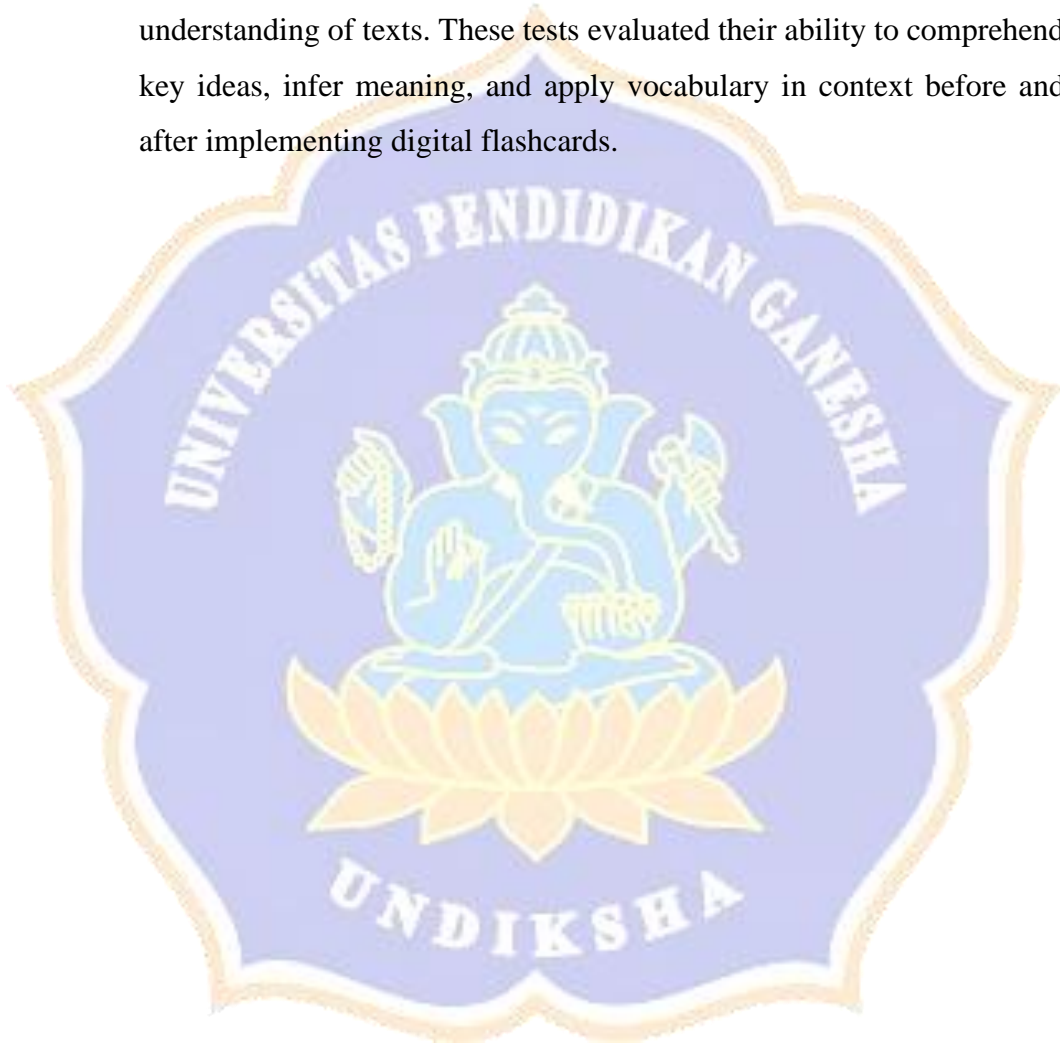 understanding of texts. These tests evaluated their ability to comprehend
key ideas, infer meaning, and apply vocabulary in context before and
after implementing digital flashcards.
UNIVERSITAS PENDIDIKAN GANESHA
UNDIKSHA